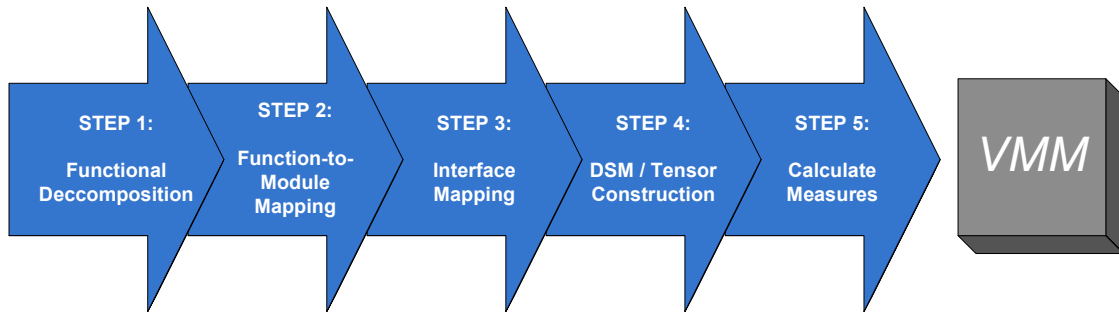 STEP 1:
Functional
Deccomposition
STEP 2:
Function-to-
Module
Mapping
STEP 3:
Interface
Mapping
STEP 4:
DSM / Tensor
Construction
STEP 5:
Calculate
Measures
VMM